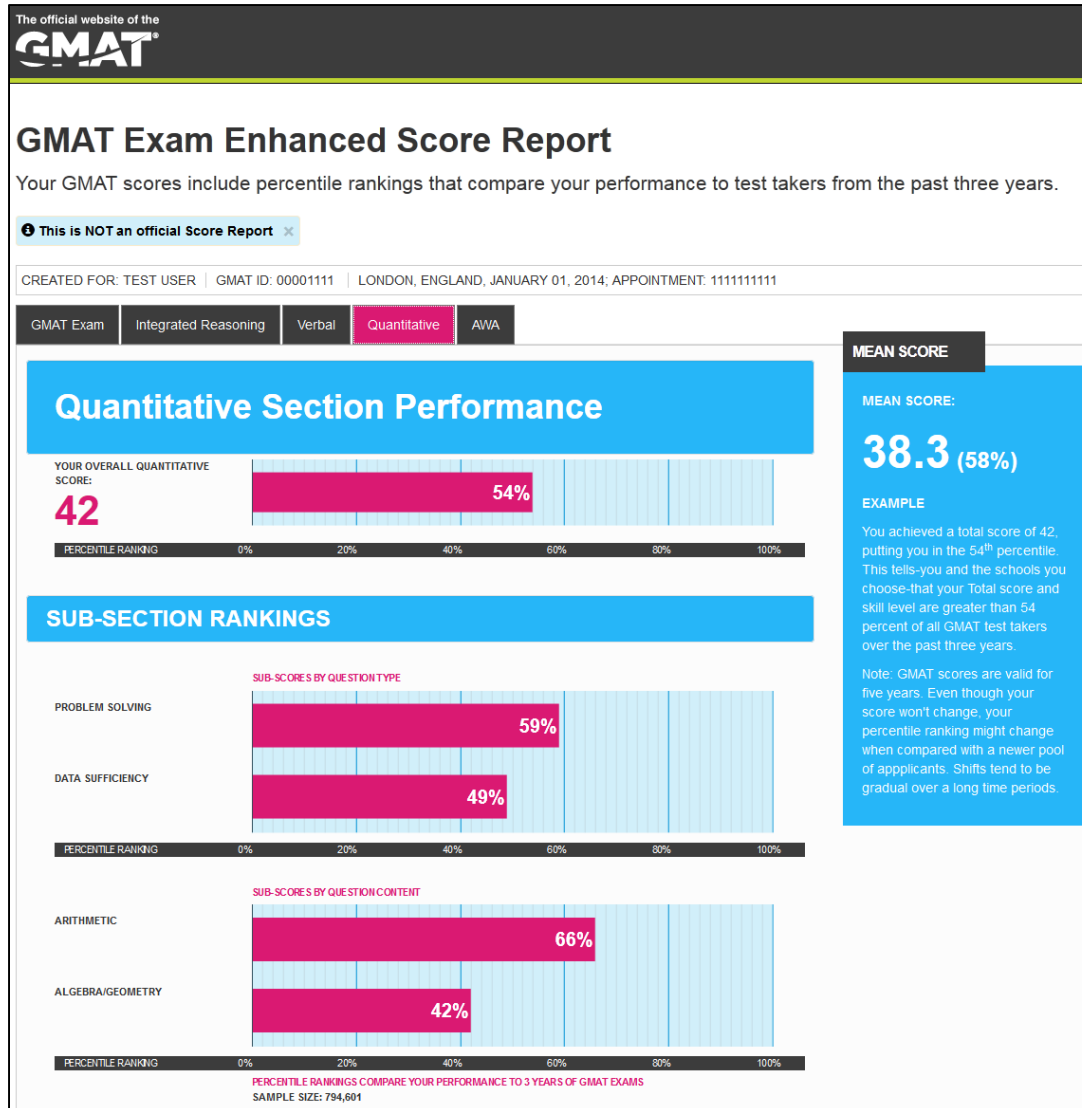 The official website of the
GMAT®
GMAT Exam Enhanced Score Report
Your GMAT scores include percentile rankings that compare your performance to test takers from the past three years.
This is NOT an official Score Report ×
CREATED FOR: TEST USER | GMAT ID: 00001111 | LONDON, ENGLAND, JANUARY 01, 2014; APPOINTMENT: 1111111111
GMAT Exam Integrated Reasoning Verbal Quantitative AWA
Quantitative Section Performance
YOUR OVERALL QUANTITATIVE
SCORE:
42
54%
PERCENTILE RANKING 0% 20% 40% 60% 80% 100%
SUB-SECTION RANKINGS
SUB-SCORES BY QUESTION TYPE
PROBLEM SOLVING
59%
DATA SUFFICIENCY
49%
PERCENTILE RANKING 0% 20% 40% 60% 80% 100%
SUB-SCORES BY QUESTION CONTENT
ARITHMETIC
66%
ALGEBRA/GEOMETRY
42%
PERCENTILE RANKING 0% 20% 40% 60% 80% 100%
PERCENTILE RANKINGS COMPARE YOUR PERFORMANCE TO 3 YEARS OF GMAT EXAMS
SAMPLE SIZE: 794,601
MEAN SCORE
MEAN SCORE:
38.3 (58%)
EXAMPLE
You achieved a total score of 42,
putting you in the 54th percentile.
This tells-you and the schools you
choose-that your Total score and
skill level are greater than 54
percent of all GMAT test takers
over the past three years.
Note: GMAT scores are valid for
five years. Even though your
score won't change, your
percentile ranking might change
when compared with a newer pool
of appplicants. Shifts tend to be
gradual over a long time periods.